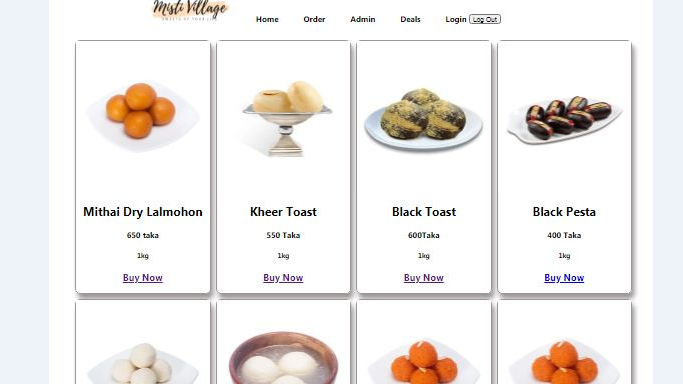 Misti Village
SWEETS OF YOUR
Home Order Admin Deals Login Log Out
Mithai Dry Lalmohon
650 taka
1kg
Buy Now
Kheer Toast
550 Taka
1kg
Buy Now
Black Toast
600Taka
1kg
Buy Now
Black Pesta
400 Taka
1kg
Buy Now